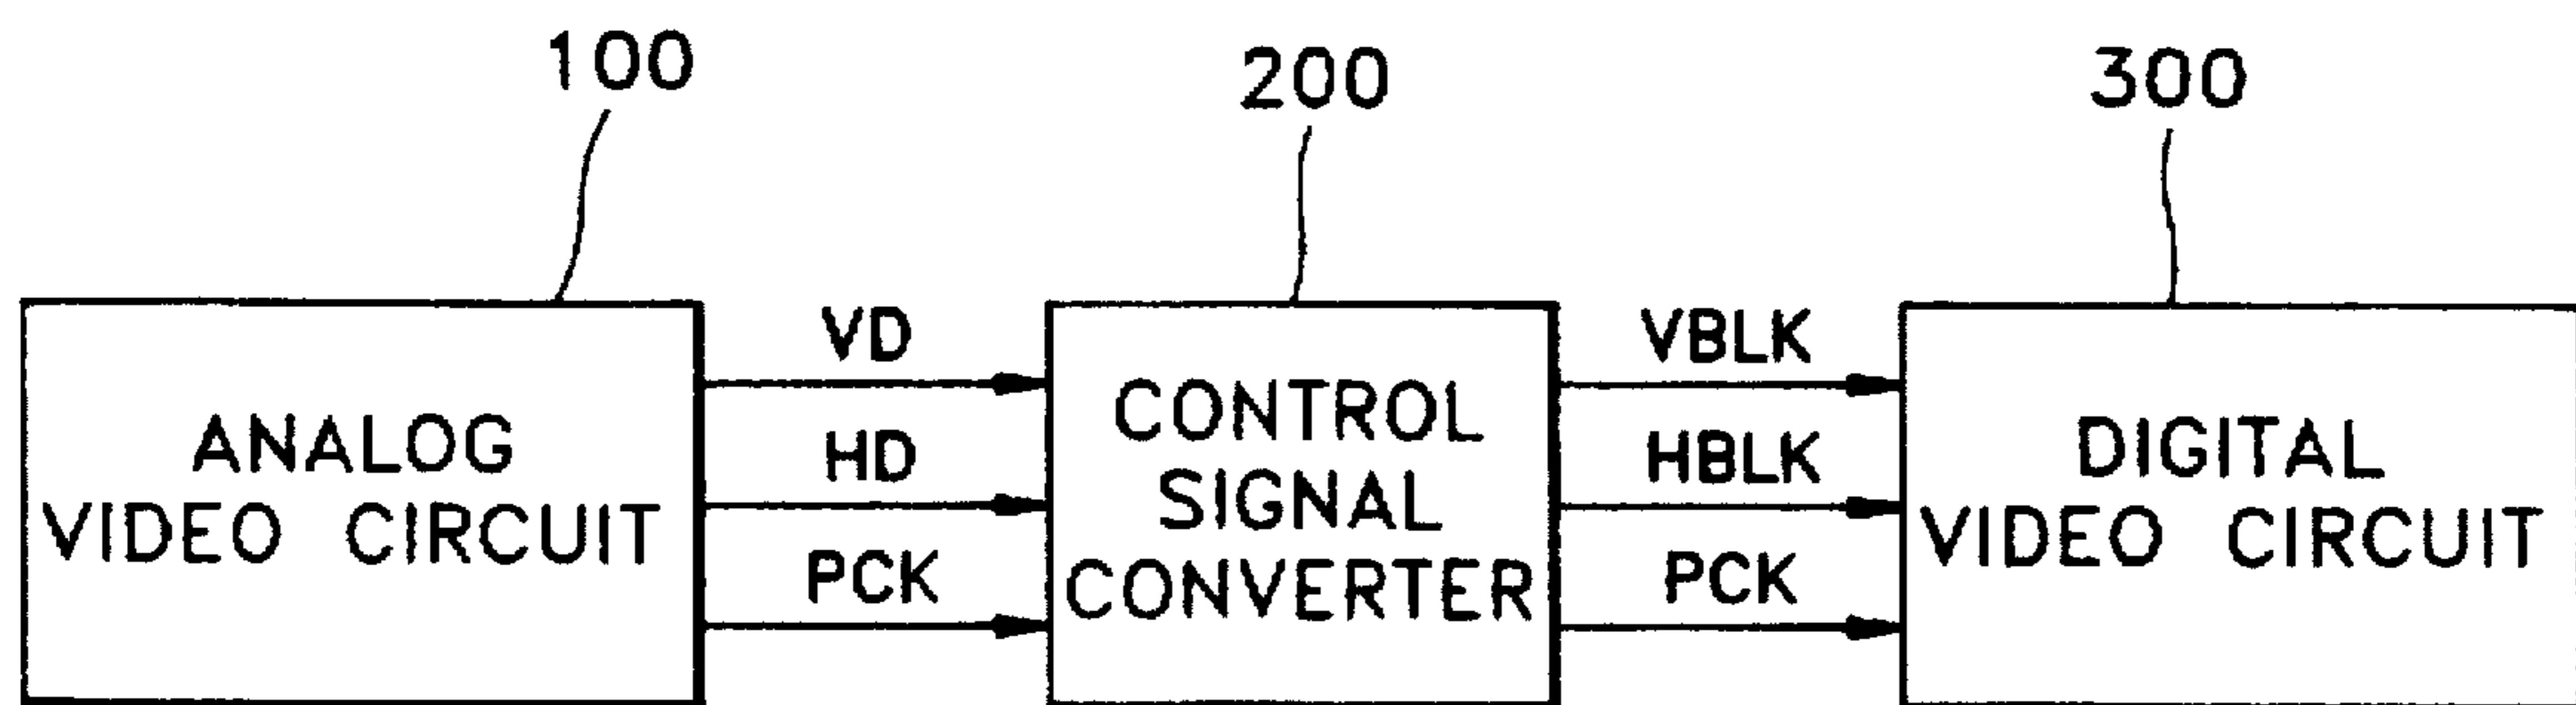 100
200
300
ANALOG
VIDEO CIRCUIT
VD
HD
PCK
CONTROL
SIGNAL
CONVERTER
VBLK
HBLK
PCK
DIGITAL
VIDEO CIRCUIT